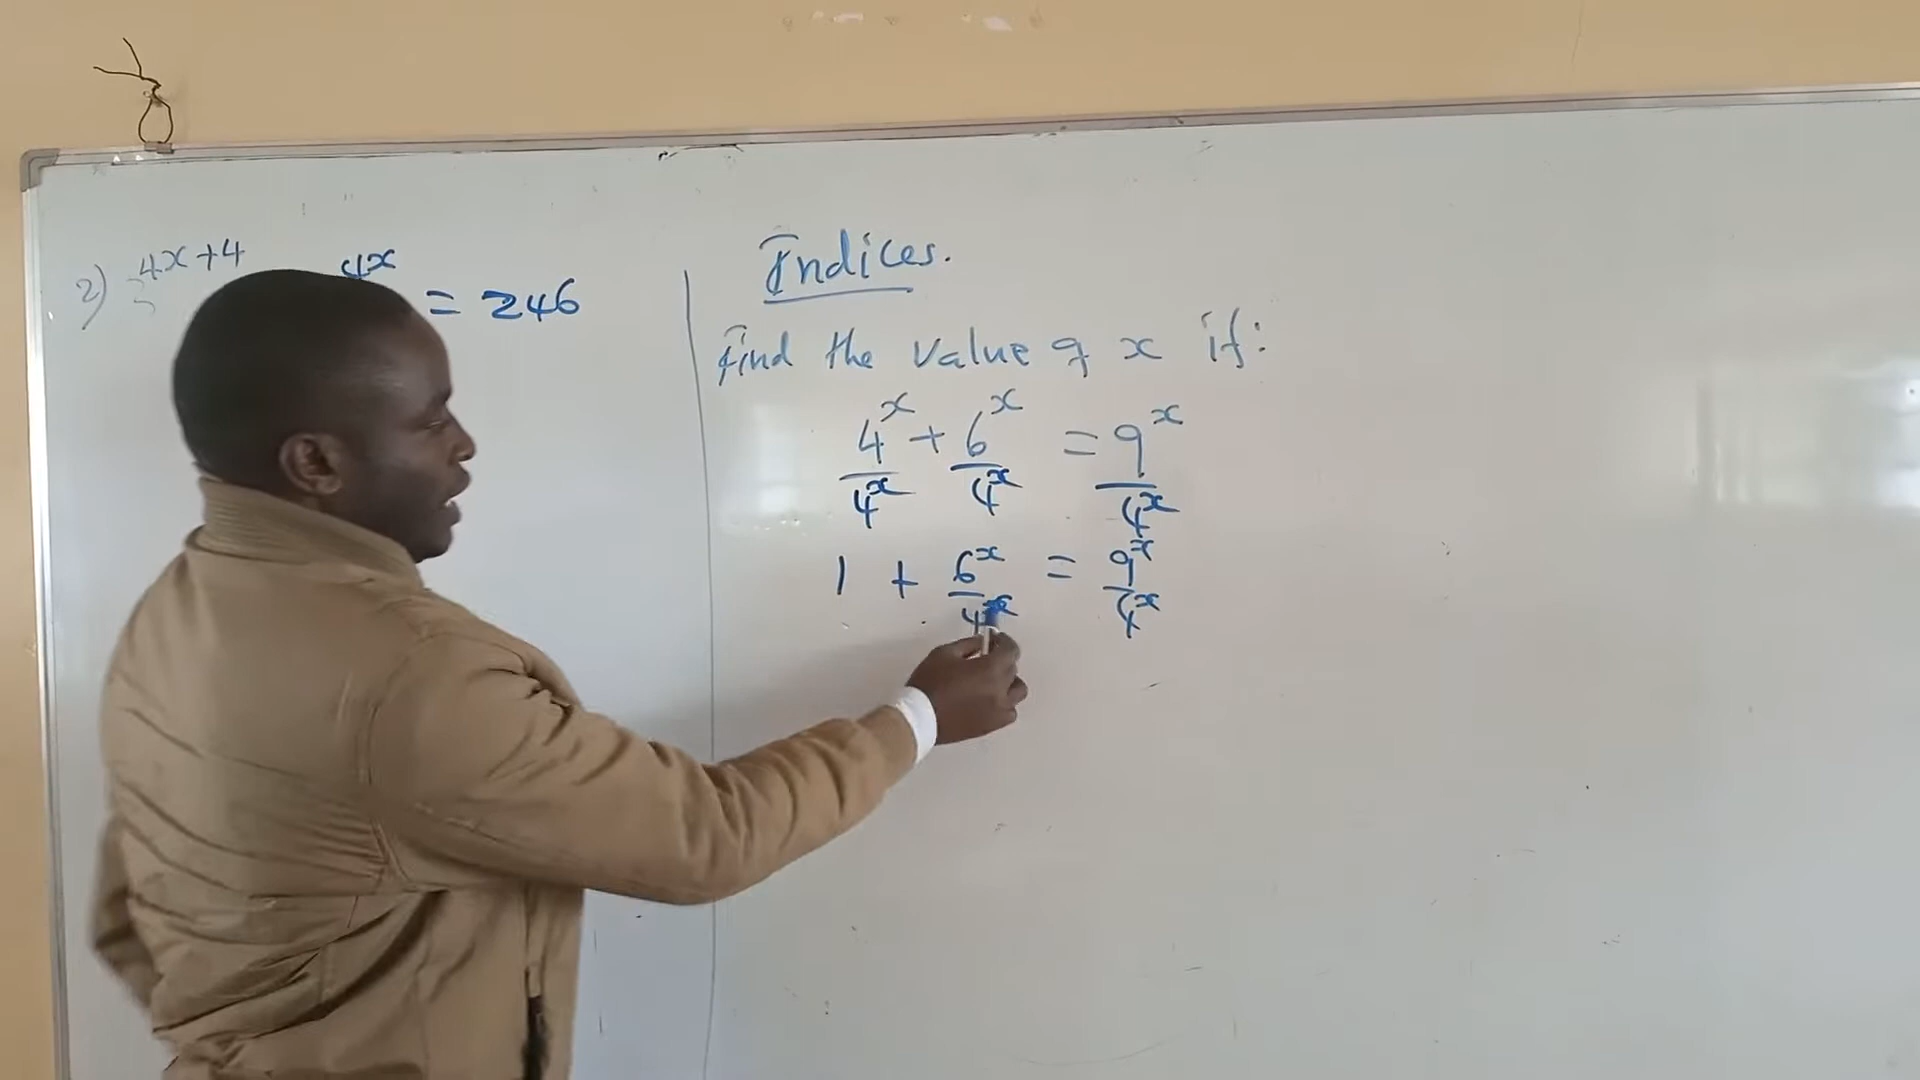 2) 4x+4 4x = 246
Indices.
Find the value of x if:
4^x/4^x + 6^x/4^x = 9^x/4^x
1 + 6^x/4^x = 9^x/4^x